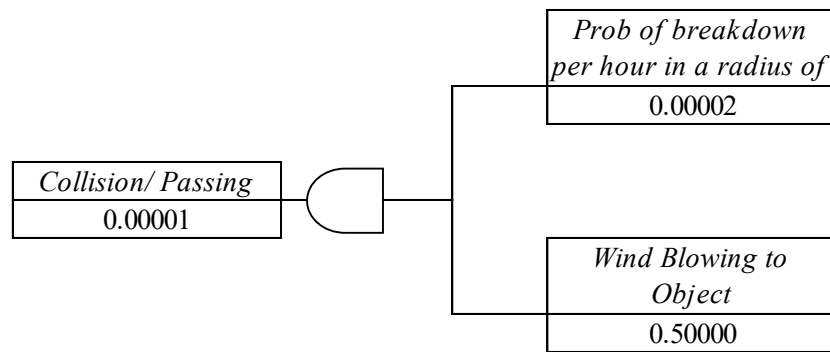 Prob of breakdown
per hour in a radius of
0.00002
Collision/ Passing
0.00001
Wind Blowing to
Object
0.50000